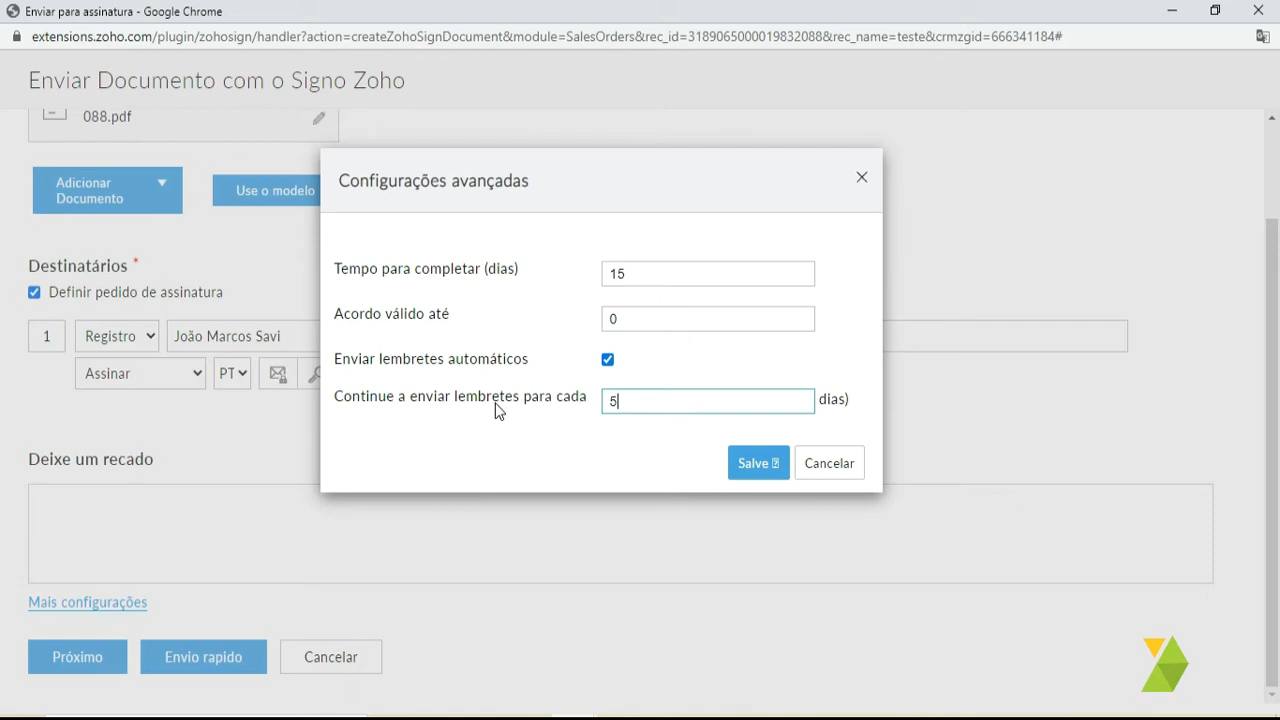 Enviar para assinatura - Google Chrome
extensions.zoho.com/plugin/zohosign/handler?action=createZohoSignDocument&module=SalesOrders&rec_id=3189065000019832088&rec_name=teste&crmzgid=666341184#
Enviar Documento com o Signo Zoho
088.pdf
Adicionar
Documento
Use o modelo
Configurações avançadas
Tempo para completar (dias) 15
Acordo válido até 0
Enviar lembretes automáticos
Continue a enviar lembretes para cada 5 dias)
Salve
Cancelar
Destinatários *
Definir pedido de assinatura
1 Registro João Marcos Savi
Assinar PT
Deixe um recado
Mais configurações
Próximo Envio rapido Cancelar